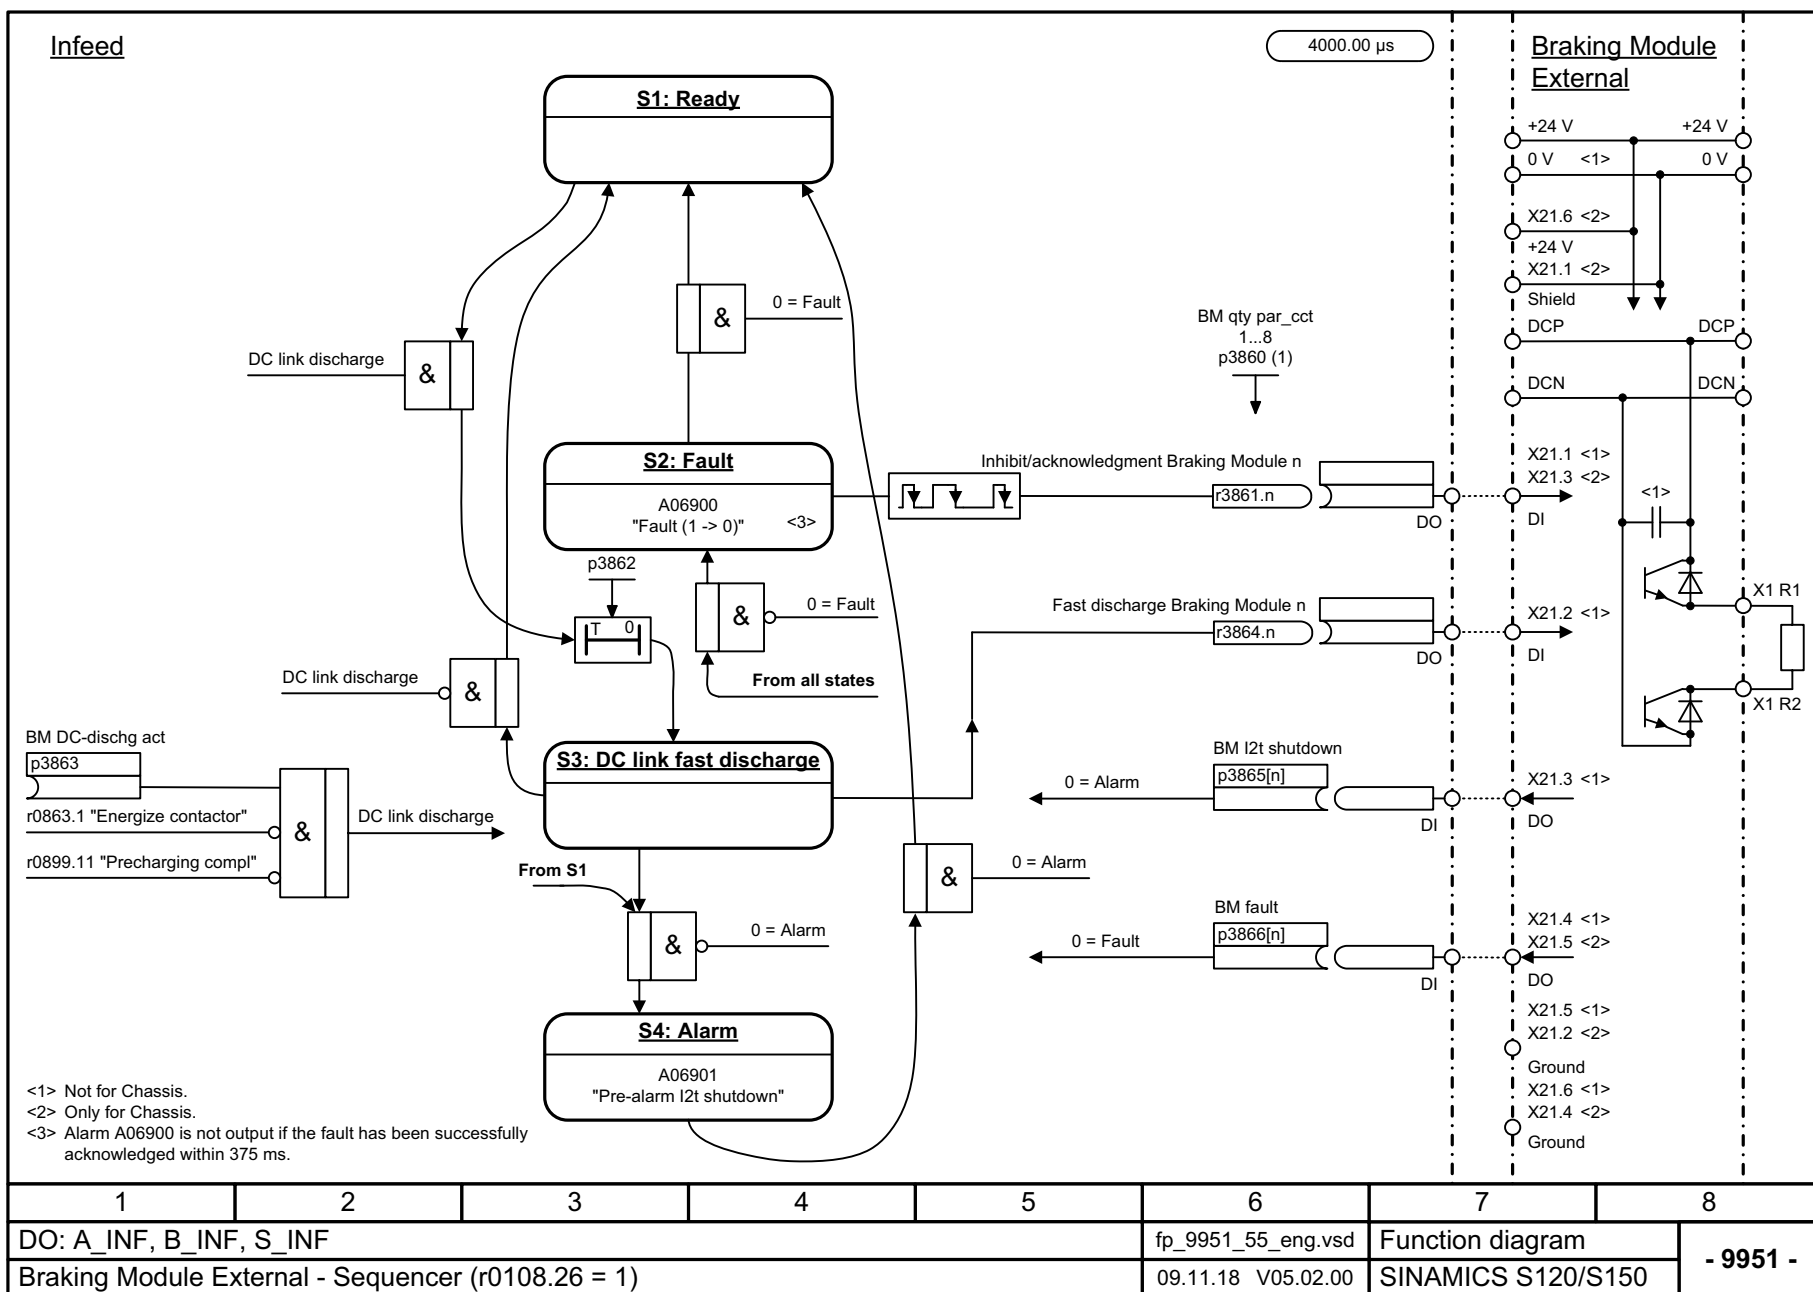 Infeed
4000.00 µs
Braking Module
External
S1: Ready
+24 V
+24 V
0 V <1>
0 V
X21.6 <2>
+24 V
X21.1 <2>
Shield
&
0 = Fault
BM qty par_cct
1...8
p3860 (1)
DCP
DCP
DC link discharge
&
DCN
DCN
S2: Fault
A06900
"Fault (1 -> 0)" <3>
Inhibit/acknowledgment Braking Module n
r3861.n
DO
X21.1 <1>
X21.3 <2>
DI
<1>
p3862
T 0
&
0 = Fault
From all states
Fast discharge Braking Module n
r3864.n
DO
X21.2 <1>
DI
X1 R1
X1 R2
DC link discharge
&
BM DC-dischg act
p3863
r0863.1 "Energize contactor"
r0899.11 "Precharging compl"
&
DC link discharge
S3: DC link fast discharge
0 = Alarm
BM I2t shutdown
p3865[n]
DI
X21.3 <1>
DO
From S1
&
0 = Alarm
&
0 = Alarm
BM fault
0 = Fault
p3866[n]
DI
X21.4 <1>
X21.5 <2>
DO
X21.5 <1>
X21.2 <2>
Ground
X21.6 <1>
X21.4 <2>
Ground
S4: Alarm
A06901
"Pre-alarm I2t shutdown"
<1> Not for Chassis.
<2> Only for Chassis.
<3> Alarm A06900 is not output if the fault has been successfully
acknowledged within 375 ms.
1 2 3 4 5 6 7 8
DO: A_INF, B_INF, S_INF
fp_9951_55_eng.vsd
Function diagram
- 9951 -
Braking Module External - Sequencer (r0108.26 = 1)
09.11.18 V05.02.00
SINAMICS S120/S150